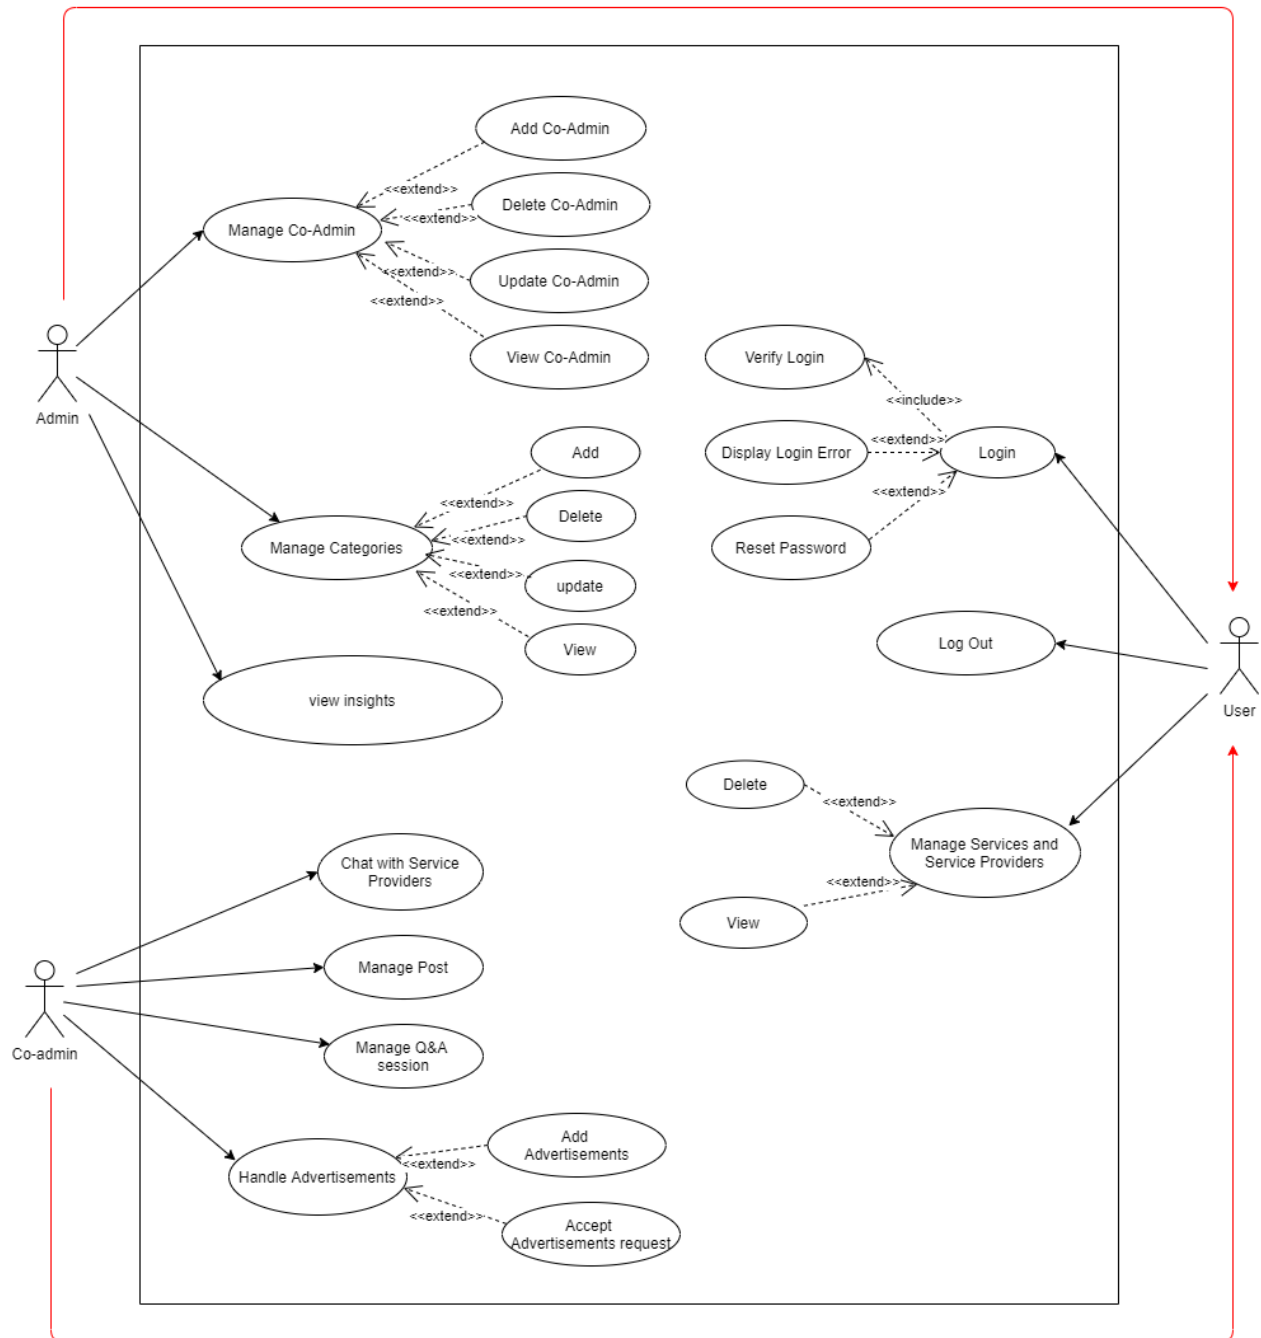 Add Co-Admin
<<extend>>
Delete Co-Admin
<<extend>>
Manage Co-Admin
<<extend>>
Update Co-Admin
<<extend>>
View Co-Admin
Admin
Add
<<extend>>
Delete
<<extend>>
Manage Categories
<<extend>>
update
<<extend>>
View
view insights
Verify Login
<<include>>
Display Login Error
<<extend>>
Login
<<extend>>
Reset Password
Log Out
User
Delete
<<extend>>
Manage Services and
Service Providers
<<extend>>
View
Chat with Service
Providers
Manage Post
Manage Q&A
session
Co-admin
Add
Advertisements
<<extend>>
Handle Advertisements
<<extend>>
Accept
Advertisements request